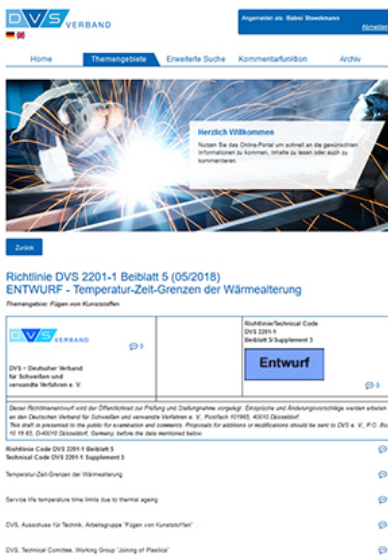 DVS VERBAND
Angemeldet als: Babsi Stoeckmann
Abmelden
Home
Themengebiete
Erweiterte Suche
Kommentarfunktion
Archiv
Herzlich Willkommen
Nutzen Sie das Online-Portal um schnell an die gewünschten
Informationen zu kommen, Inhalte zu lesen oder auch zu
kommentieren.
Zurück
Richtlinie DVS 2201-1 Beiblatt 5 (05/2018)
ENTWURF - Temperatur-Zeit-Grenzen der Wärmealterung
Themengebiet: Fügen von Kunststoffen
DVS VERBAND
0
DVS – Deutscher Verband
für Schweißen und
verwandte Verfahren e. V.
Richtlinie/Technical Code
DVS 2201-1
Beiblatt 5/Supplement 5
Entwurf
0
Dieser Richtlinienentwurf wird der Öffentlichkeit zur Prüfung und Stellungnahme vorgelegt. Einsprüche und Änderungsvorschläge werden erbeten
an den Deutschen Verband für Schweißen und verwandte Verfahren e. V., Postfach 101965, 40010 Düsseldorf.
This draft is presented to the public for examination and comments. Proposals for additions or modifications should be sent to DVS e. V., P.O. Box
10 19 65, D-40010 Düsseldorf, Germany, before the date mentioned below.
Richtlinie Code DVS 2201-1 Beiblatt 5
Technical Code DVS 2201-1 Supplement 5
Temperatur-Zeit-Grenzen der Wärmealterung
Service life temperature time limits due to thermal ageing
DVS, Ausschuss für Technik, Arbeitsgruppe "Fügen von Kunststoffen"
DVS, Technical Comittee, Working Group "Joining of Plastics"